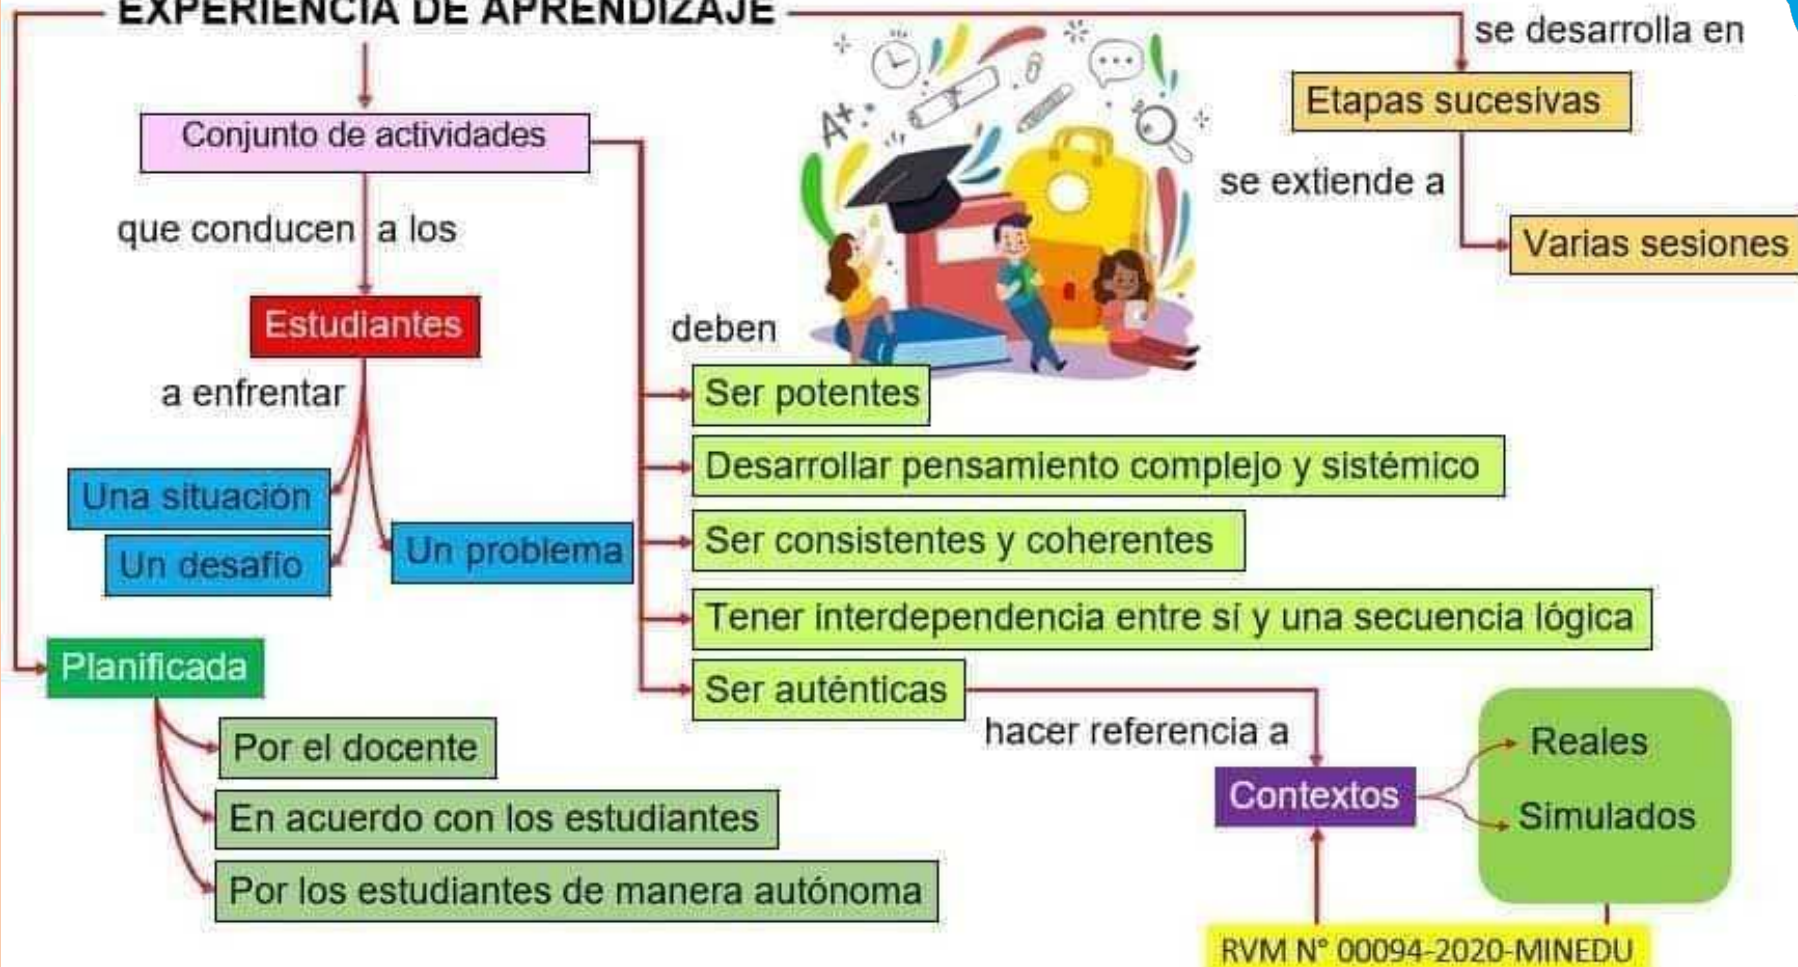 EXPERIENCIA DE APRENDIZAJE
se desarrolla en
Etapas sucesivas
se extiende a
Varias sesiones
Conjunto de actividades
que conducen a los
Estudiantes
a enfrentar
Una situación
Un desafío
Un problema
deben
Ser potentes
Desarrollar pensamiento complejo y sistémico
Ser consistentes y coherentes
Tener interdependencia entre sí y una secuencia lógica
Ser auténticas
hacer referencia a
Contextos
Reales
Simulados
Planificada
Por el docente
En acuerdo con los estudiantes
Por los estudiantes de manera autónoma
RVM N° 00094-2020-MINEDU
A+